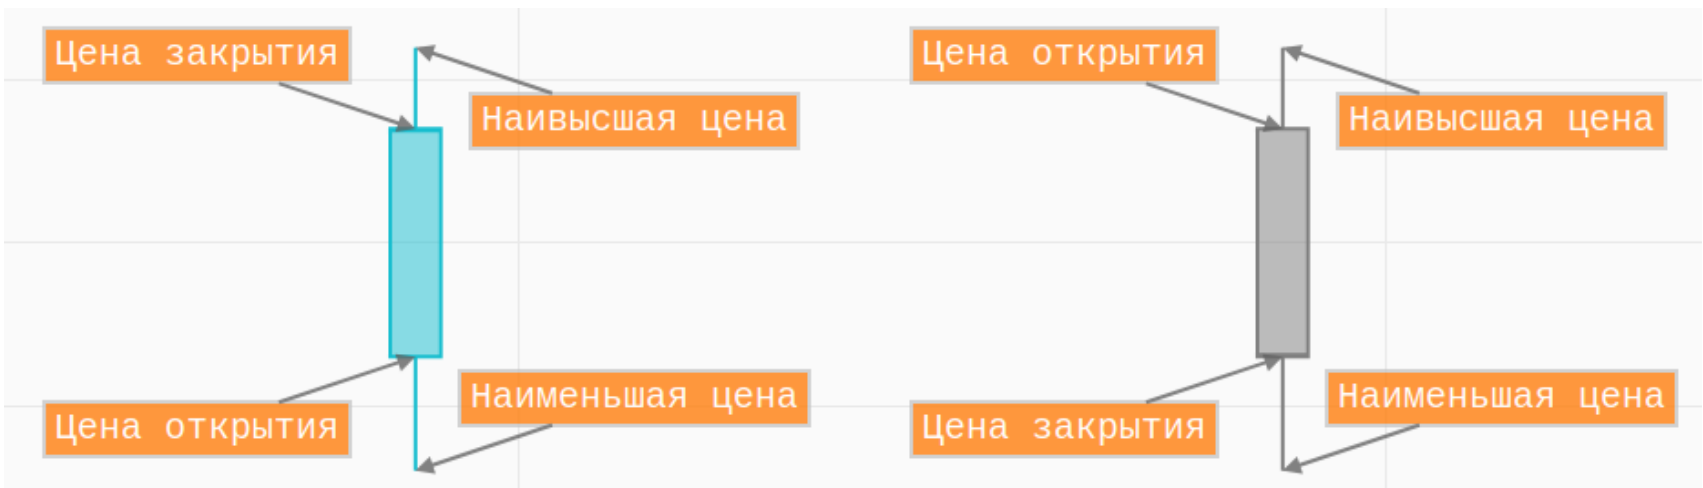 Цена закрытия
Наивысшая цена
Цена открытия
Наименьшая цена
Цена открытия
Наивысшая цена
Цена закрытия
Наименьшая цена